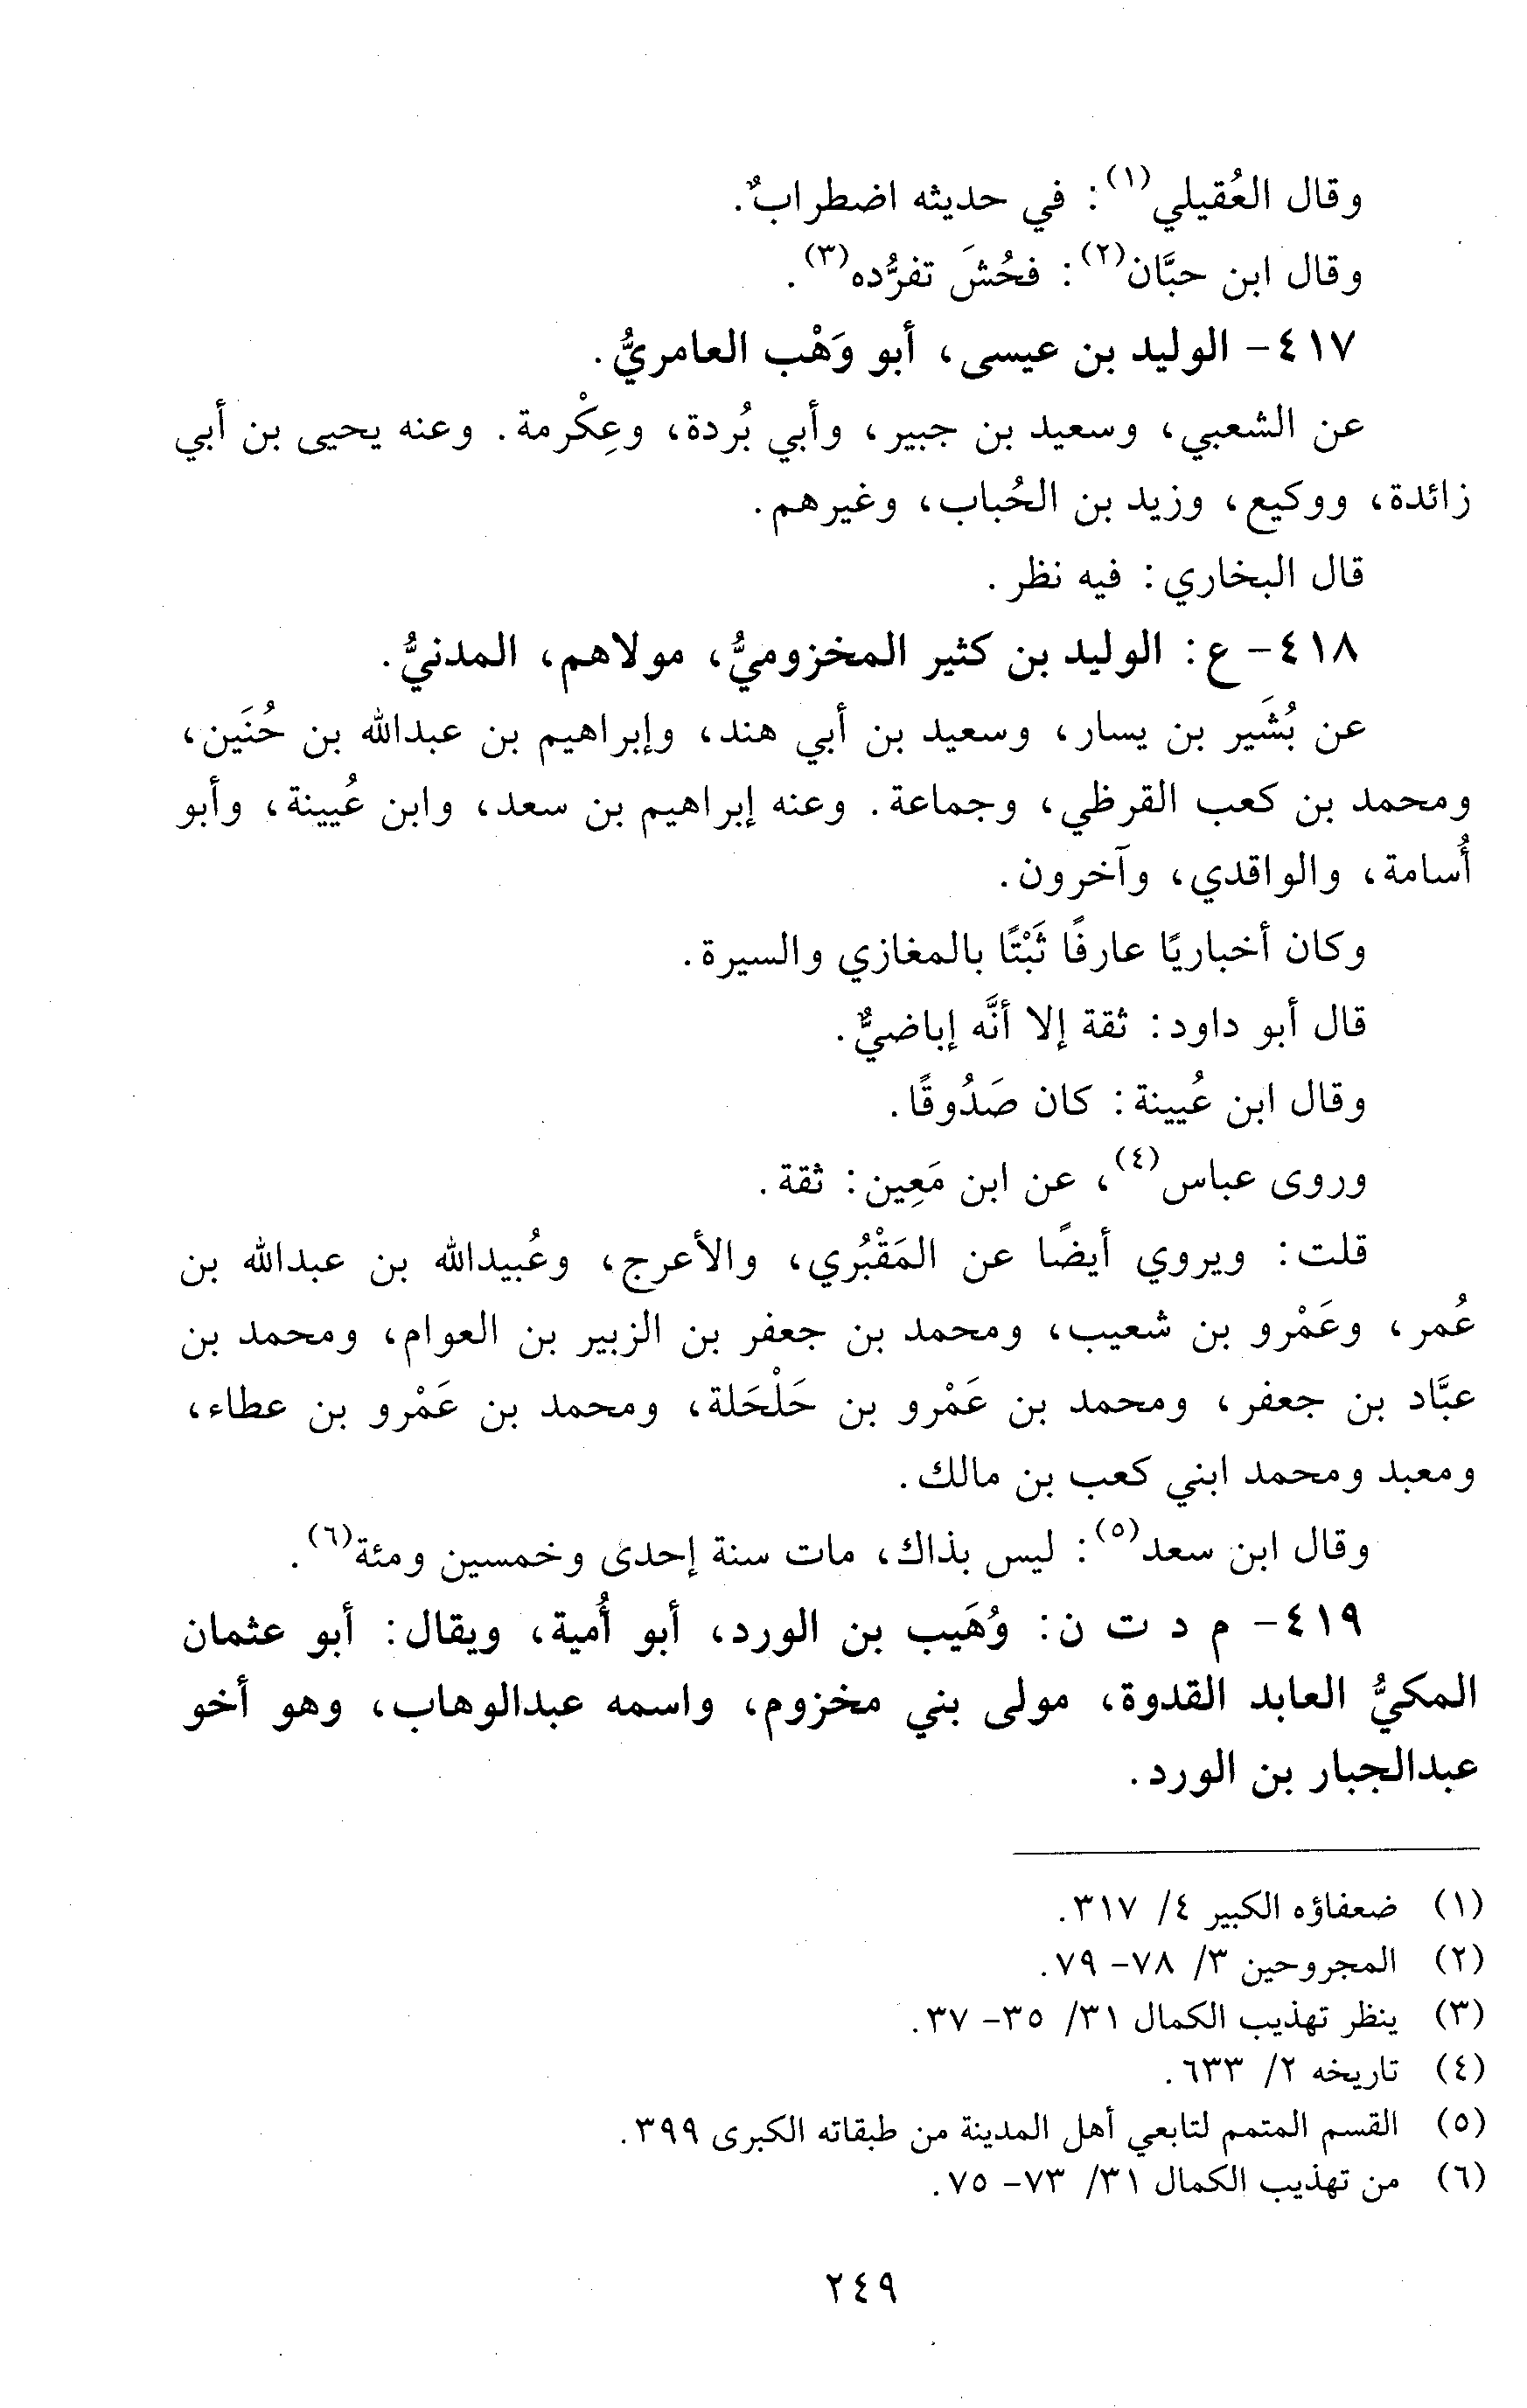 وقال العُقيلي(١): في حديثه اضطرابٌ.
وقال ابن حبَّان(٢): فحُشَ تفرُّده(٣).
٤١٧- الوليد بن عيسى، أبو وَهْب العامريُّ.
عن الشعبي، وسعيد بن جبير، وأبي بُردة، وعِكْرمة. وعنه يحيى بن أبي
زائدة، ووكيع، وزيد بن الحُباب، وغيرهم.
قال البخاري: فيه نظر.
٤١٨- ع: الوليد بن كثير المخزوميُّ، مولاهم، المدنيُّ.
عن بُشَير بن يسار، وسعيد بن أبي هند، وإبراهيم بن عبدالله بن حُنَين،
ومحمد بن كعب القرظي، وجماعة. وعنه إبراهيم بن سعد، وابن عُيينة، وأبو
أُسامة، والواقدي، وآخرون.
وكان أخباريًا عارفًا ثَبْتًا بالمغازي والسيرة.
قال أبو داود: ثقة إلا أنَّه إباضيٌّ.
وقال ابن عُيينة: كان صَدُوقًا.
وروى عباس(٤)، عن ابن مَعِين: ثقة.
قلت: ويروي أيضًا عن المَقْبُري، والأعرج، وعُبيدالله بن عبدالله بن
عُمر، وعَمْرو بن شعيب، ومحمد بن جعفر بن الزبير بن العوام، ومحمد بن
عبَّاد بن جعفر، ومحمد بن عَمْرو بن حَلْحَلة، ومحمد بن عَمْرو بن عطاء،
ومعبد ومحمد ابني كعب بن مالك.
وقال ابن سعد(٥): ليس بذاك، مات سنة إحدى وخمسين ومئة(٦).
٤١٩- م د ت ن: وُهَيب بن الورد، أبو أُمية، ويقال: أبو عثمان
المكيُّ العابد القدوة، مولى بني مخزوم، واسمه عبدالوهاب، وهو أخو
عبدالجبار بن الورد.
(١) ضعفاؤه الكبير ٤/ ٣١٧.
(٢) المجروحين ٣/ ٧٨- ٧٩.
(٣) ينظر تهذيب الكمال ٣١/ ٣٥- ٣٧.
(٤) تاريخه ٢/ ٦٣٣.
(٥) القسم المتمم لتابعي أهل المدينة من طبقاته الكبرى ٣٩٩.
(٦) من تهذيب الكمال ٣١/ ٧٣- ٧٥.
٢٤٩